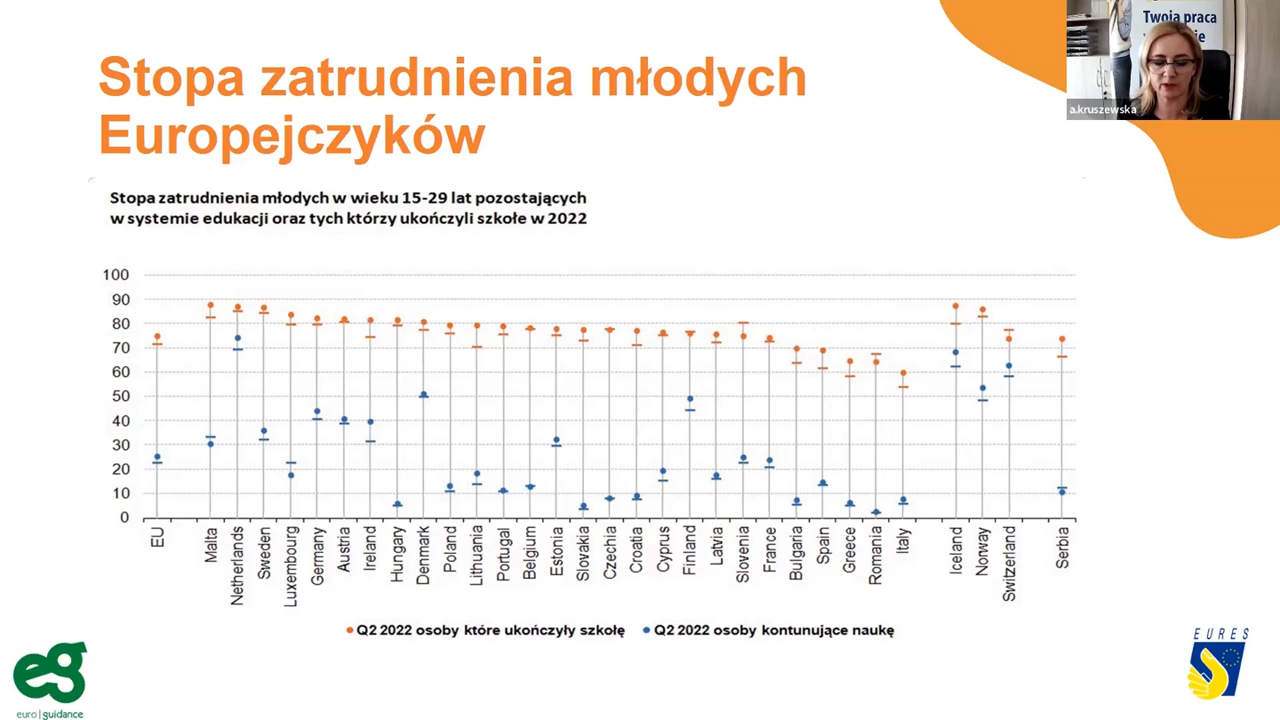 Stopa zatrudnienia młodych
Europejczyków
Twoja praca
a.kruszewska
Stopa zatrudnienia młodych w wieku 15-29 lat pozostających
w systemie edukacji oraz tych którzy ukończyli szkołe w 2022
100
90
80
70
60
50
40
30
20
10
0
EU
Malta
Netherlands
Sweden
Luxembourg
Germany
Austria
Ireland
Hungary
Denmark
Poland
Lithuania
Portugal
Belgium
Estonia
Slovakia
Czechia
Croatia
Cyprus
Finland
Latvia
Slovenia
France
Bulgaria
Spain
Greece
Romania
Italy
Iceland
Norway
Switzerland
Serbia
Q2 2022 osoby które ukończyły szkołę
Q2 2022 osoby kontunujące naukę
eg
euro|guidance
EURES